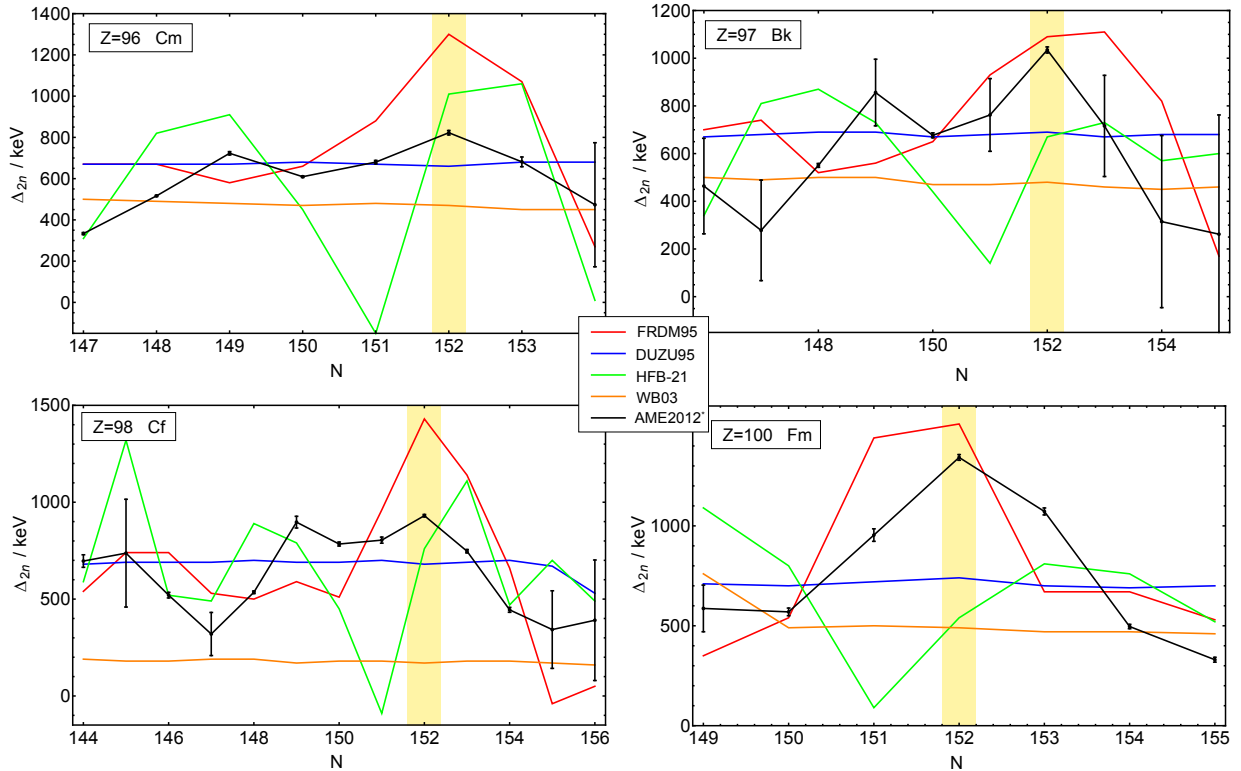 Z=96 Cm
Δ2n / keV
1400
1200
1000
800
600
400
200
0
147 148 149 150 151 152 153
N
Z=97 Bk
Δ2n / keV
1200
1000
800
600
400
200
0
148 150 152 154
N
FRDM95
DUZU95
HFB-21
WB03
AME2012*
Z=98 Cf
Δ2n / keV
1500
1000
500
0
144 146 148 150 152 154 156
N
Z=100 Fm
Δ2n / keV
1000
500
0
149 150 151 152 153 154 155
N